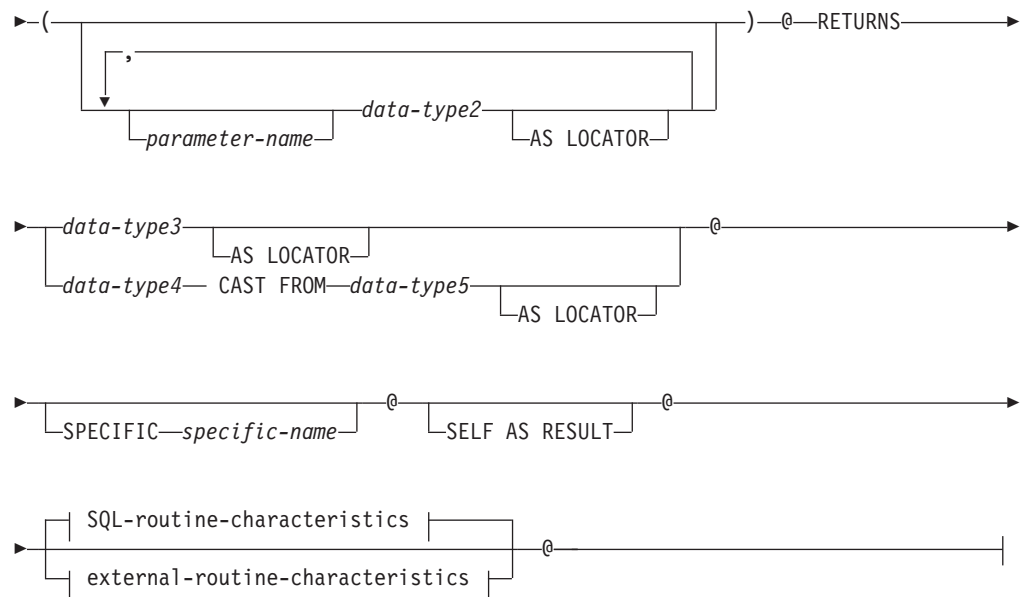 ( ) @ RETURNS
,
parameter-name data-type2 AS LOCATOR
data-type3 AS LOCATOR @
data-type4 CAST FROM data-type5 AS LOCATOR
SPECIFIC specific-name @ SELF AS RESULT @
SQL-routine-characteristics @
external-routine-characteristics